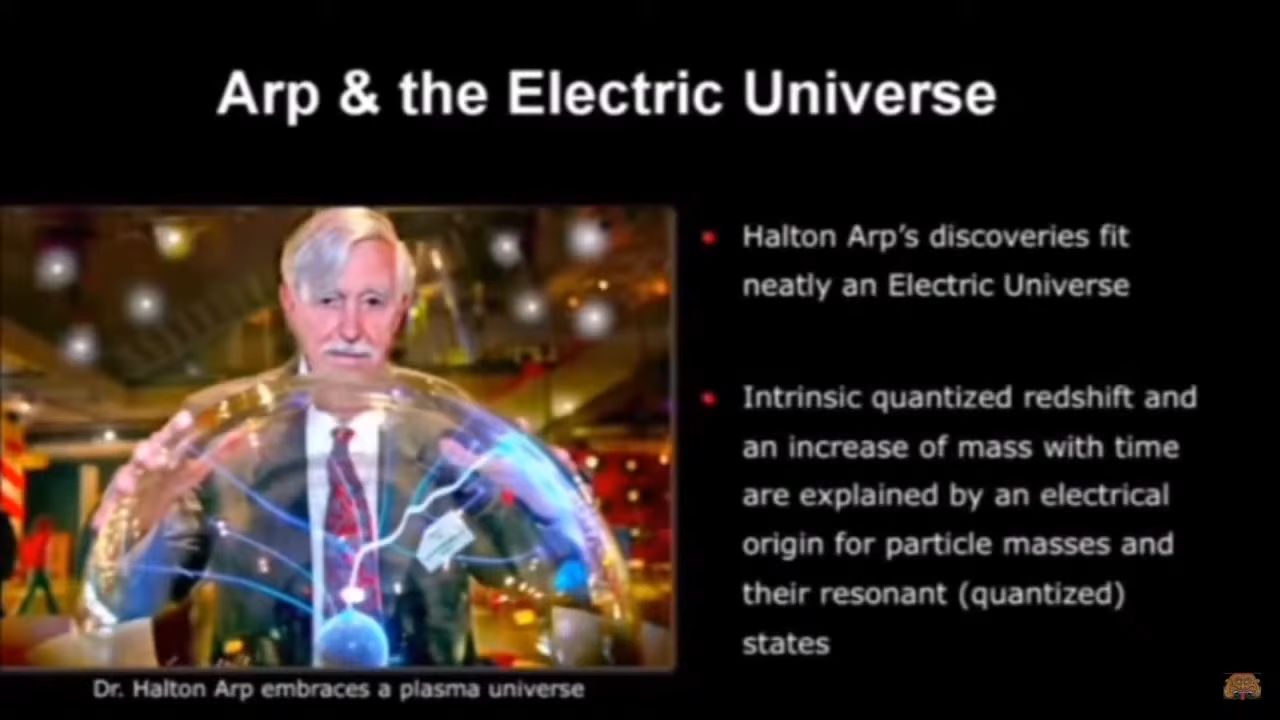 Arp & the Electric Universe
Halton Arp's discoveries fit
neatly an Electric Universe
Intrinsic quantized redshift and
an increase of mass with time
are explained by an electrical
origin for particle masses and
their resonant (quantized)
states
Dr. Halton Arp embraces a plasma universe